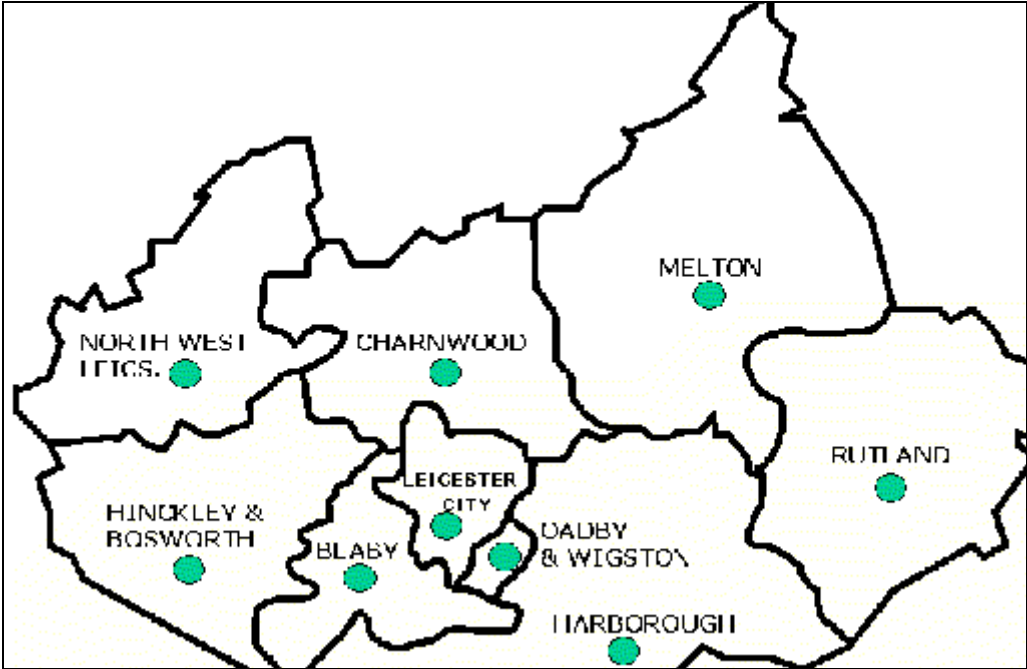 MELTON
NORTH WEST
LEICS.
CHARNWOOD
RUTLAND
LEICESTER
CITY
HINCKLEY &
BOSWORTH
OADBY
& WIGSTON
BLABY
HARBOROUGH